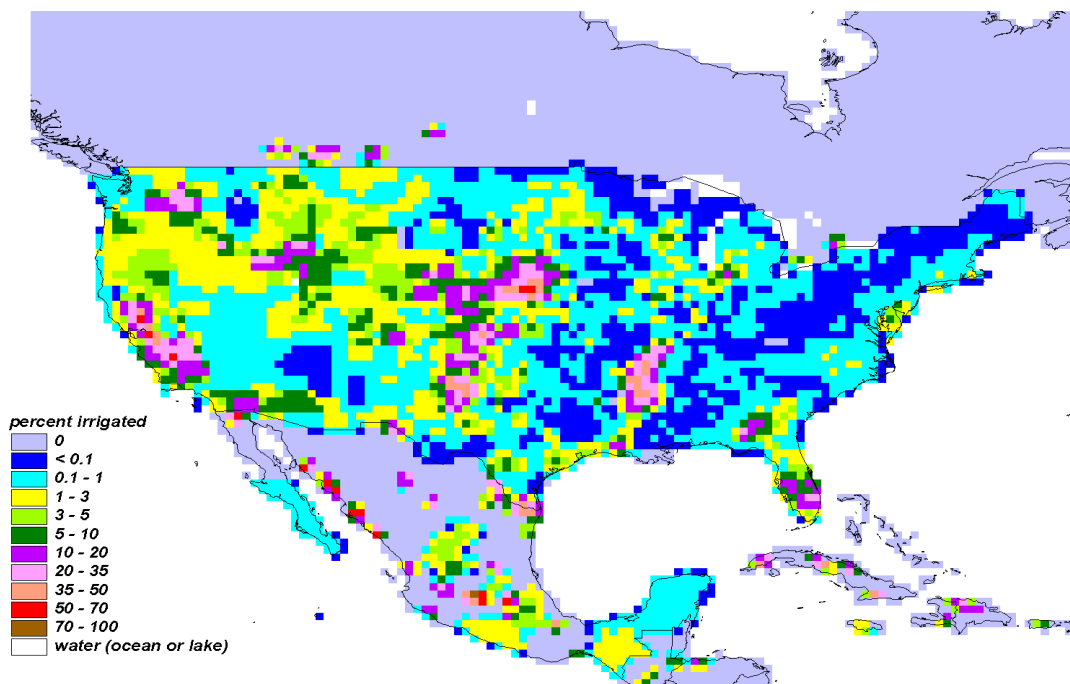 percent irrigated
0
< 0.1
0.1 - 1
1 - 3
3 - 5
5 - 10
10 - 20
20 - 35
35 - 50
50 - 70
70 - 100
water (ocean or lake)